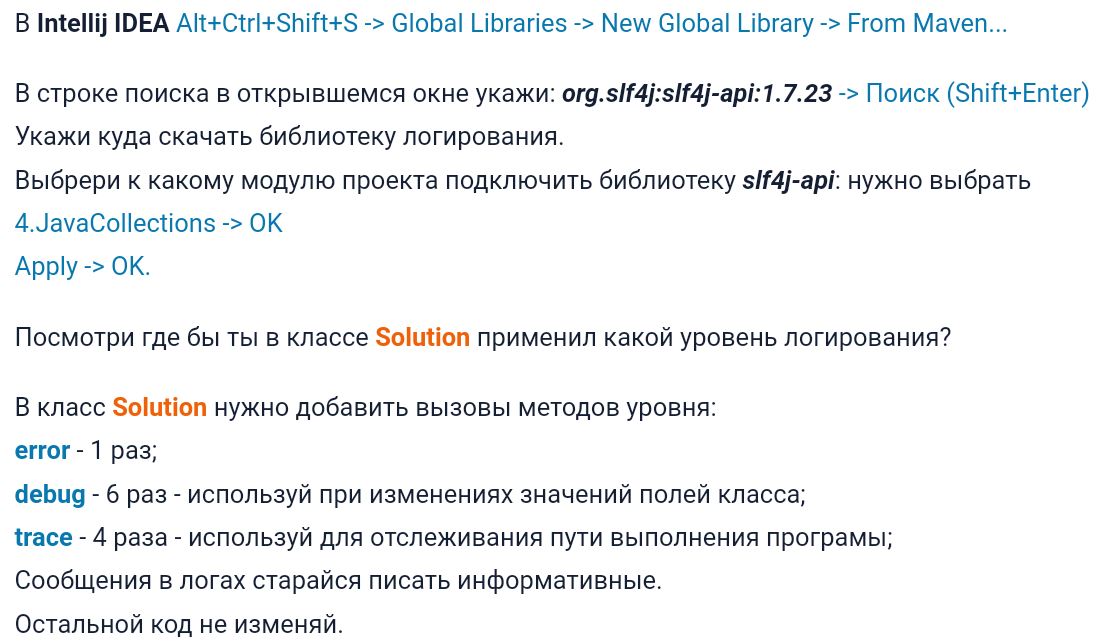 В Intellij IDEA Alt+Ctrl+Shift+S -> Global Libraries -> New Global Library -> From Maven...
В строке поиска в открывшемся окне укажи: org.slf4j:slf4j-api:1.7.23 -> Поиск (Shift+Enter)
Укажи куда скачать библиотеку логирования.
Выбрери к какому модулю проекта подключить библиотеку slf4j-api: нужно выбрать
4.JavaCollections -> OK
Apply -> OK.
Посмотри где бы ты в классе Solution применил какой уровень логирования?
В класс Solution нужно добавить вызовы методов уровня:
error - 1 раз;
debug - 6 раз - используй при изменениях значений полей класса;
trace - 4 раза - используй для отслеживания пути выполнения програмы;
Сообщения в логах старайся писать информативные.
Остальной код не изменяй.